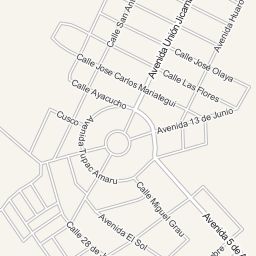 Calle San An
Avenida Unión Jicama
Avenida Huaro
Calle José Olaya
Calle Jose Carlos Mariategui
Calle Las Flores
Calle Ayacucho
Cusco
Avenida 13 de Junio
Avenida Tupac Amaru
Calle Miguel Grau
Avenida El Sol
Avenida 5 de A
Calle 28 de J
mbre